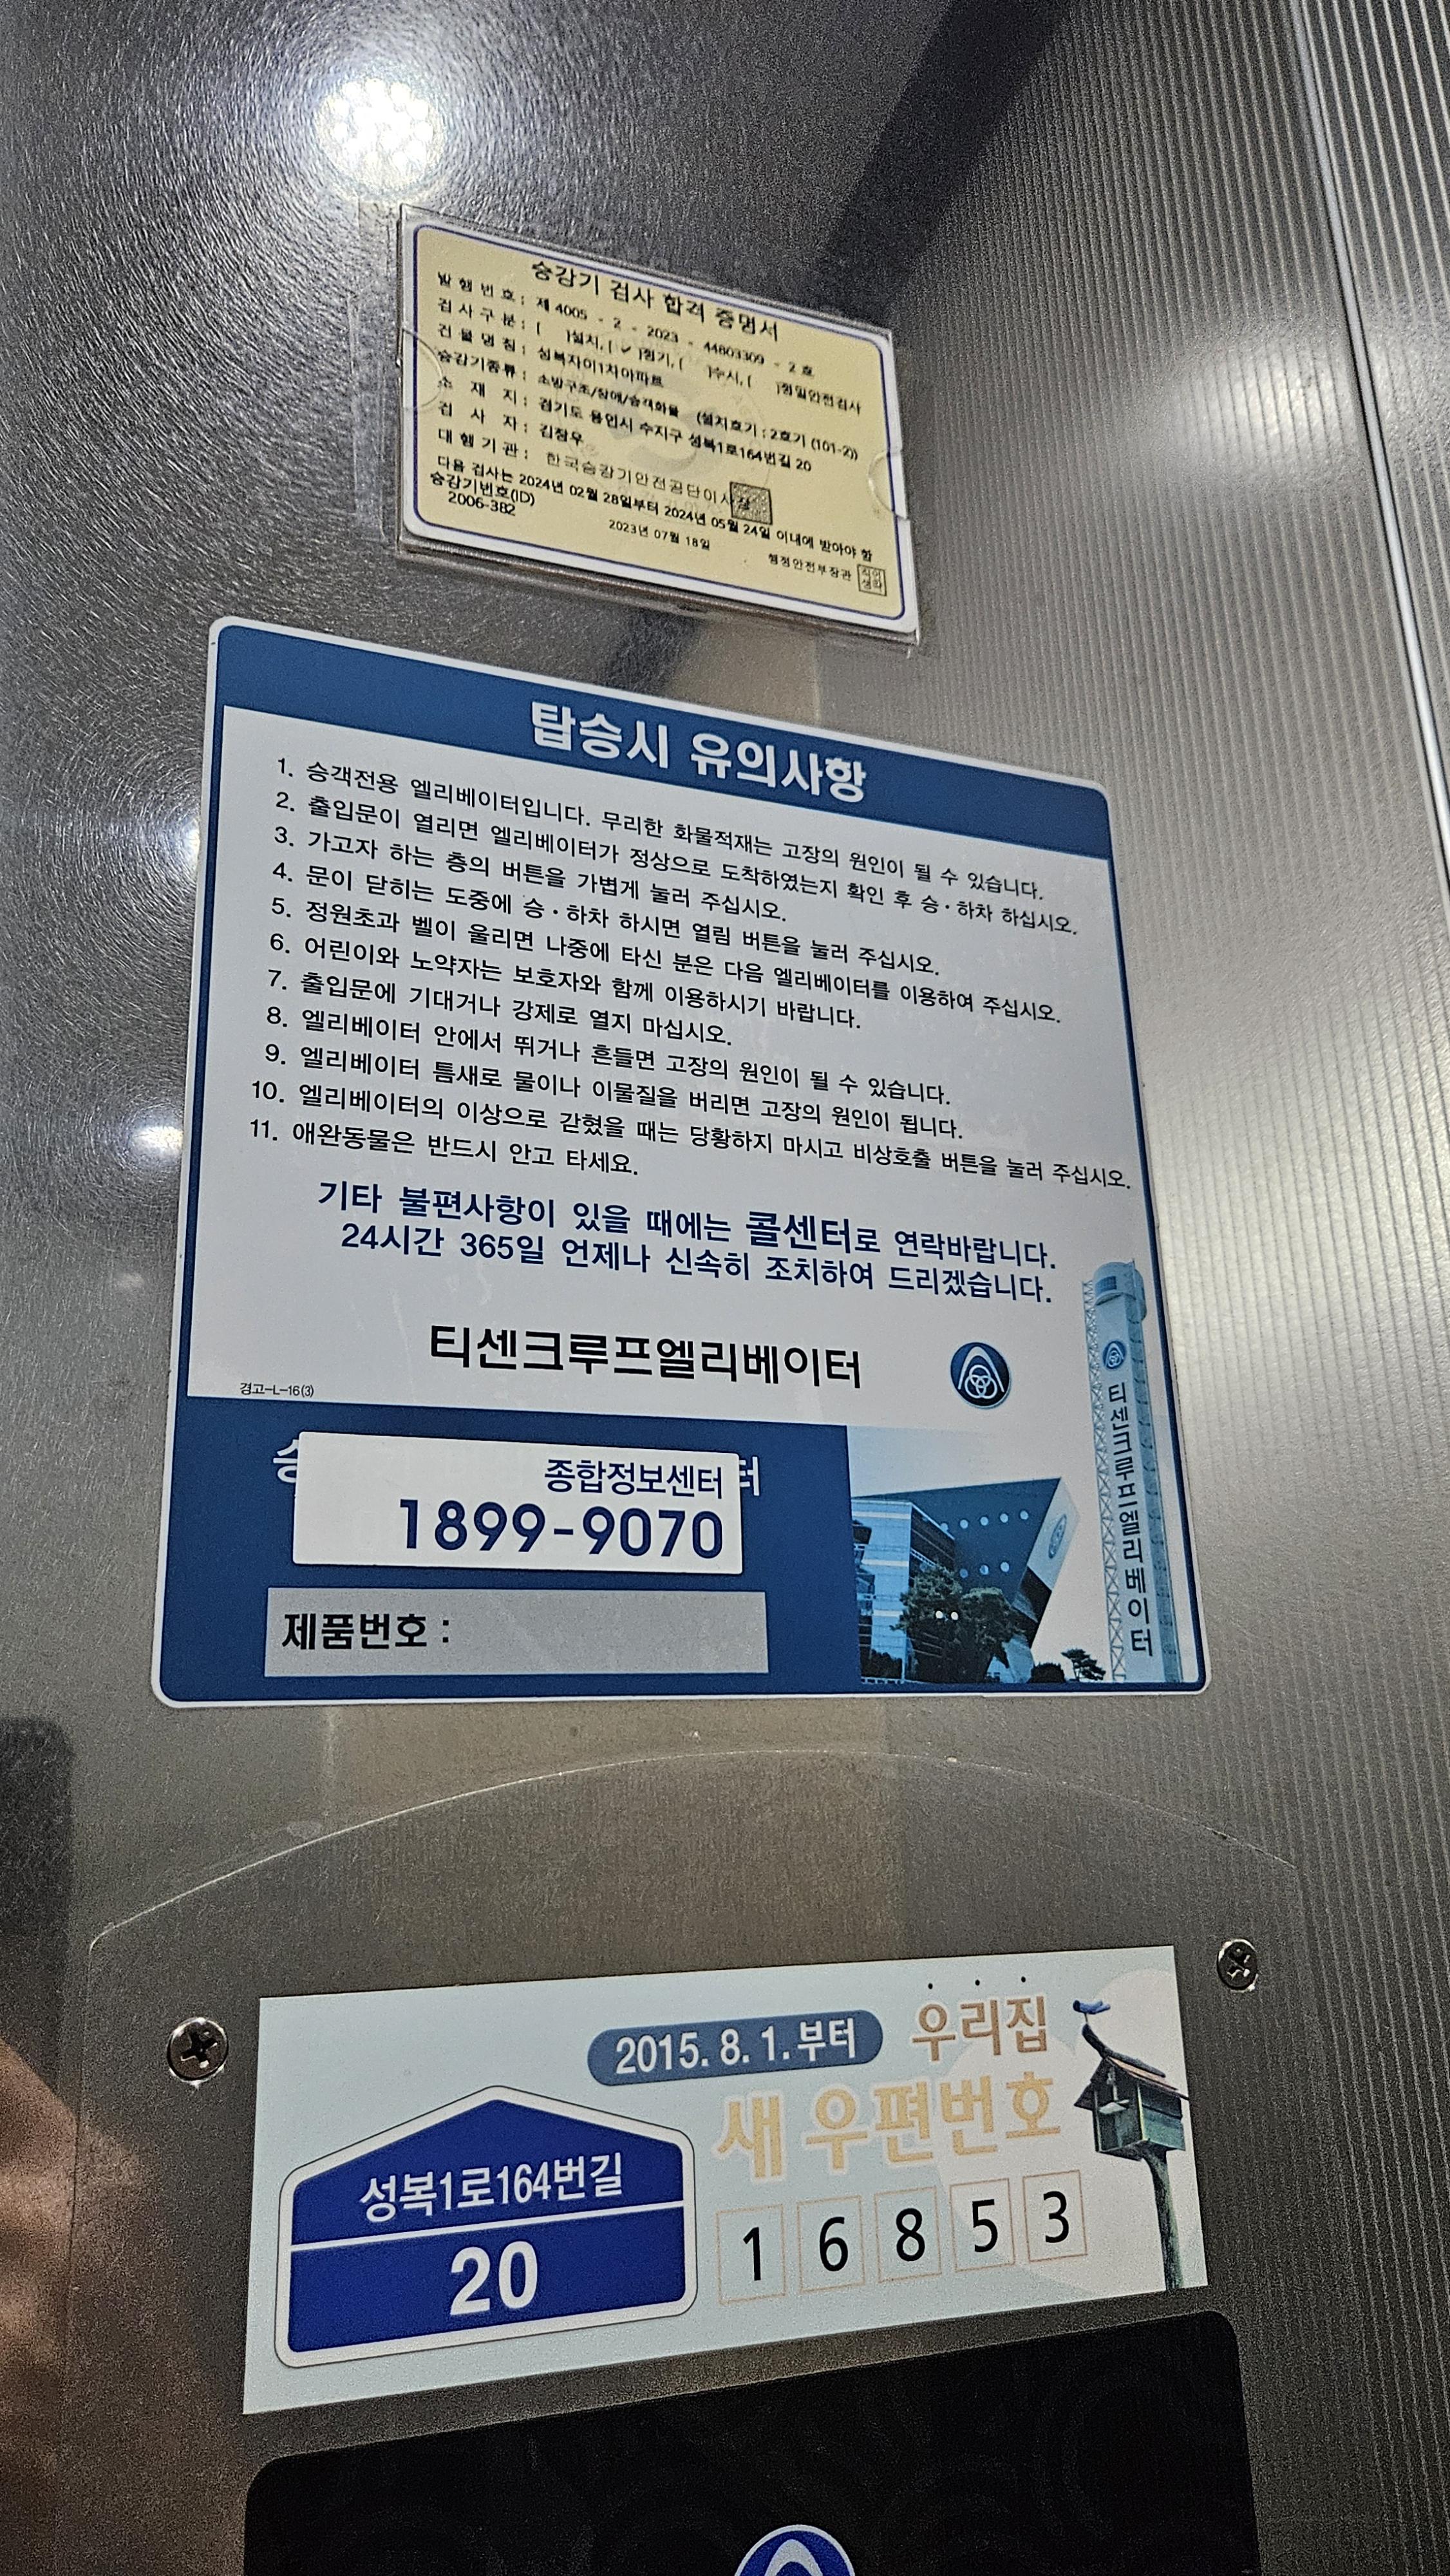 승강기 검사 합격 증명서
발행번호 : 제 4005 - 2 - 2023 - 44803309 - 2 호
검사구분 : [ ]설치, [ ✓ ]정기, [ ]수시, [ ]정밀안전검사
건물명칭 : 성복자이1차아파트
승강기종류 : 소방구조/장애/승객화물 (설치호기 : 2호기 (101-2))
소재지 : 경기도 용인시 수지구 성복1로164번길 20
검사자 : 김창우
대행기관 : 한국승강기안전공단이사장
다음 검사는 2024년 02월 28일부터 2024년 05월 24일 이내에 받아야 함
승강기번호(ID)
2006-382
2023년 07월 18일
행정안전부장관
탑승시 유의사항
1. 승객전용 엘리베이터입니다. 무리한 화물적재는 고장의 원인이 될 수 있습니다.
2. 출입문이 열리면 엘리베이터가 정상으로 도착하였는지 확인 후 승·하차 하십시오.
3. 가고자 하는 층의 버튼을 가볍게 눌러 주십시오.
4. 문이 닫히는 도중에 승·하차 하시면 열림 버튼을 눌러 주십시오.
5. 정원초과 벨이 울리면 나중에 타신 분은 다음 엘리베이터를 이용하여 주십시오.
6. 어린이와 노약자는 보호자와 함께 이용하시기 바랍니다.
7. 출입문에 기대거나 강제로 열지 마십시오.
8. 엘리베이터 안에서 뛰거나 흔들면 고장의 원인이 될 수 있습니다.
9. 엘리베이터 틈새로 물이나 이물질을 버리면 고장의 원인이 됩니다.
10. 엘리베이터의 이상으로 갇혔을 때는 당황하지 마시고 비상호출 버튼을 눌러 주십시오.
11. 애완동물은 반드시 안고 타세요.
기타 불편사항이 있을 때에는 콜센터로 연락바랍니다.
24시간 365일 언제나 신속히 조치하여 드리겠습니다.
티센크루프엘리베이터
경고-L-16(3)
티센크루프엘리베이터
종합정보센터
터
1899-9070
제품번호 :
2015. 8. 1.부터 우리집
새 우편번호
성복1로164번길
20
1 6 8 5 3